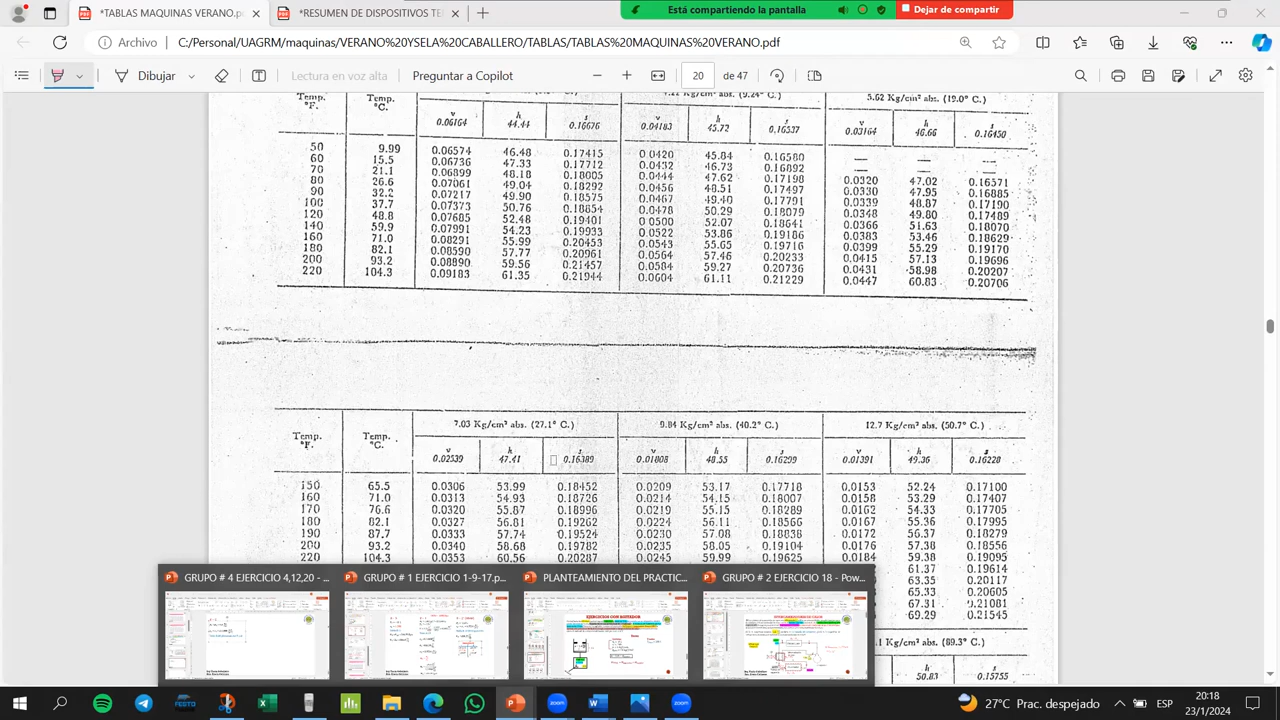 *TABLAS MAQUINAS VERANO.p
*RESUMEN DE DISPOSITIVOS TE
Está compartiendo la pantalla
Dejar de compartir
Archivo
C:/Personal/UAGRM/maquinas/VERANO%20YSELA%20CABALLERO/TABLAS/TABLAS%20MAQUINAS%20VERANO.pdf
Dibujar
Lectura en voz alta
Preguntar a Copilot
20
de 47
Temp. °F.
Temp. °C.
(9.24° C.)
5.62 Kg/cm² abs. (19.0° C.)
v h s v h s v h s
0.06164 44.44 0.16676 0.04183 45.72 0.16537 0.03164 46.66 0.16450
50 9.99 0.06574 46.48 0.17415 0.0420 45.84 0.16580 — — —
60 15.5 0.06736 47.33 0.17712 0.0432 46.73 0.16892 — — —
70 21.1 0.06899 48.18 0.18005 0.0444 47.62 0.17198 0.0320 47.02 0.16571
80 26.6 0.07061 49.04 0.18292 0.0456 48.51 0.17497 0.0330 47.95 0.16885
90 32.2 0.07217 49.90 0.18575 0.0467 49.40 0.17791 0.0339 48.87 0.17190
100 37.7 0.07373 50.76 0.18854 0.0478 50.29 0.18079 0.0348 49.80 0.17489
120 48.8 0.07685 52.48 0.19401 0.0500 52.07 0.18641 0.0366 51.63 0.18070
140 59.9 0.07991 54.23 0.19933 0.0522 53.86 0.19186 0.0383 53.46 0.18629
160 71.0 0.08291 55.99 0.20453 0.0543 55.65 0.19716 0.0399 55.29 0.19170
180 82.1 0.08590 57.77 0.20961 0.0564 57.46 0.20233 0.0415 57.13 0.19696
200 93.2 0.08890 59.56 0.21457 0.0584 59.27 0.20736 0.0431 58.98 0.20207
220 104.3 0.09183 61.35 0.21944 0.0604 61.11 0.21229 0.0447 60.83 0.20706
Temp. °F.
Temp. °C.
7.03 Kg/cm² abs. (27.1° C.)
9.84 Kg/cm² abs. (40.2° C.)
12.7 Kg/cm² abs. (50.7° C.)
v h s v h s v h s
0.02539 47.41 0.16389 0.01808 48.55 0.16299 0.01391 49.36 0.16228
150 65.5 0.0306 53.99 0.18452 0.0209 53.17 0.17718 0.0153 52.24 0.17100
160 71.0 0.0313 54.93 0.18726 0.0214 54.15 0.18007 0.0158 53.29 0.17407
170 76.6 0.0320 55.87 0.18996 0.0219 55.15 0.18289 0.0162 54.33 0.17705
180 82.1 0.0327 56.81 0.19262 0.0224 56.11 0.18566 0.0167 55.36 0.17995
190 87.7 0.0333 57.74 0.19524 0.0230 57.08 0.18838 0.0172 56.37 0.18279
200 93.2 0.0340 58.68 0.19782 0.0235 58.05 0.19104 0.0176 57.38 0.18556
220 104.3 0.0353 60.56 0.20287 0.0245 59.99 0.19625 0.0184 59.38 0.19095
61.37 0.19614
63.35 0.20117
65.33 0.20605
67.31 0.21081
69.29 0.21545
h s
50.83 0.15755
GRUPO # 4 EJERCICIO 4,12,20 - ...
GRUPO # 1 EJERCICIO 1-9-17.p...
PLANTEAMIENTO DEL PRACTIC...
GRUPO # 2 EJERCICIO 18 - Pow...
27°C Prac. despejado
ESP
20:18
23/1/2024